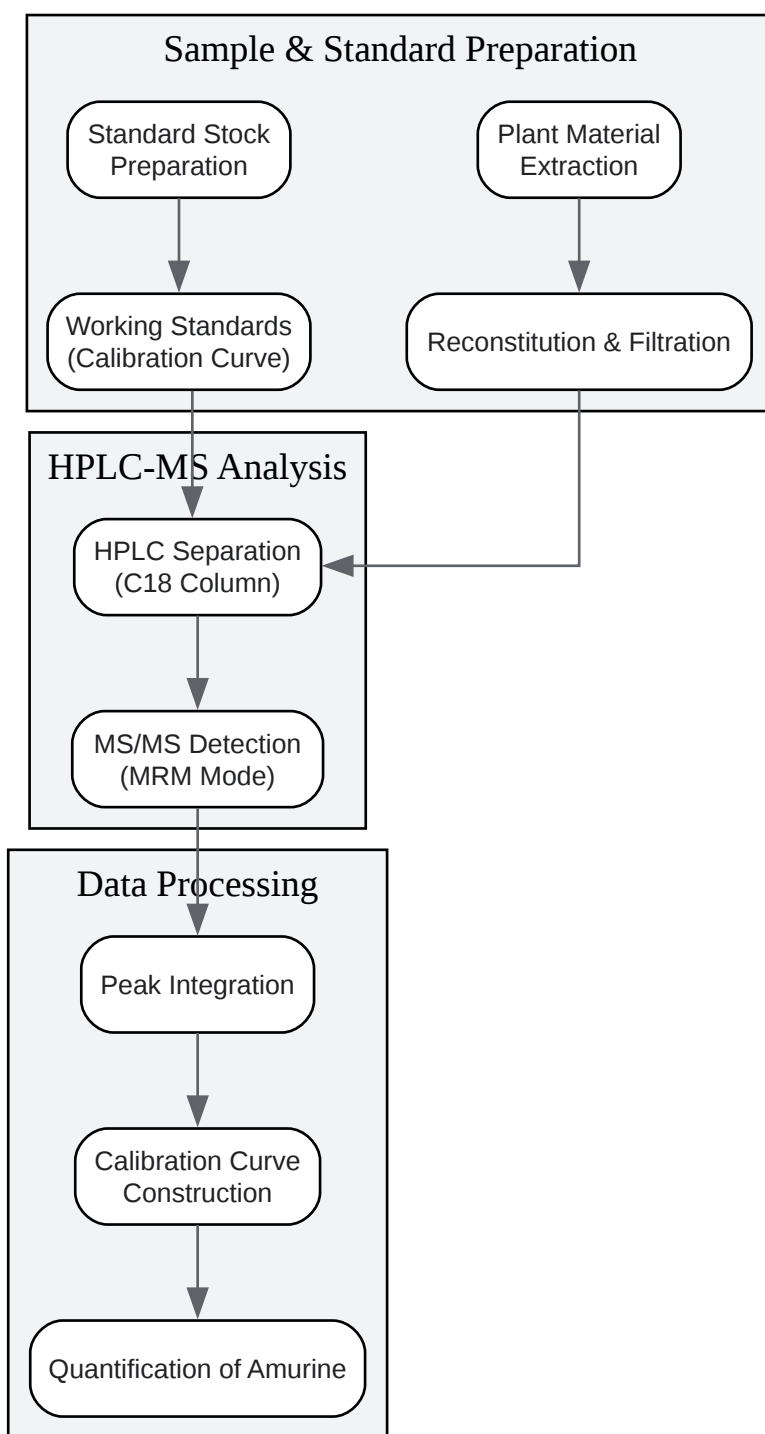 Sample & Standard Preparation
Standard Stock
Preparation
Plant Material
Extraction
Working Standards
(Calibration Curve)
Reconstitution & Filtration
HPLC-MS Analysis
HPLC Separation
(C18 Column)
MS/MS Detection
(MRM Mode)
Data Processing
Peak Integration
Calibration Curve
Construction
Quantification of Amurine